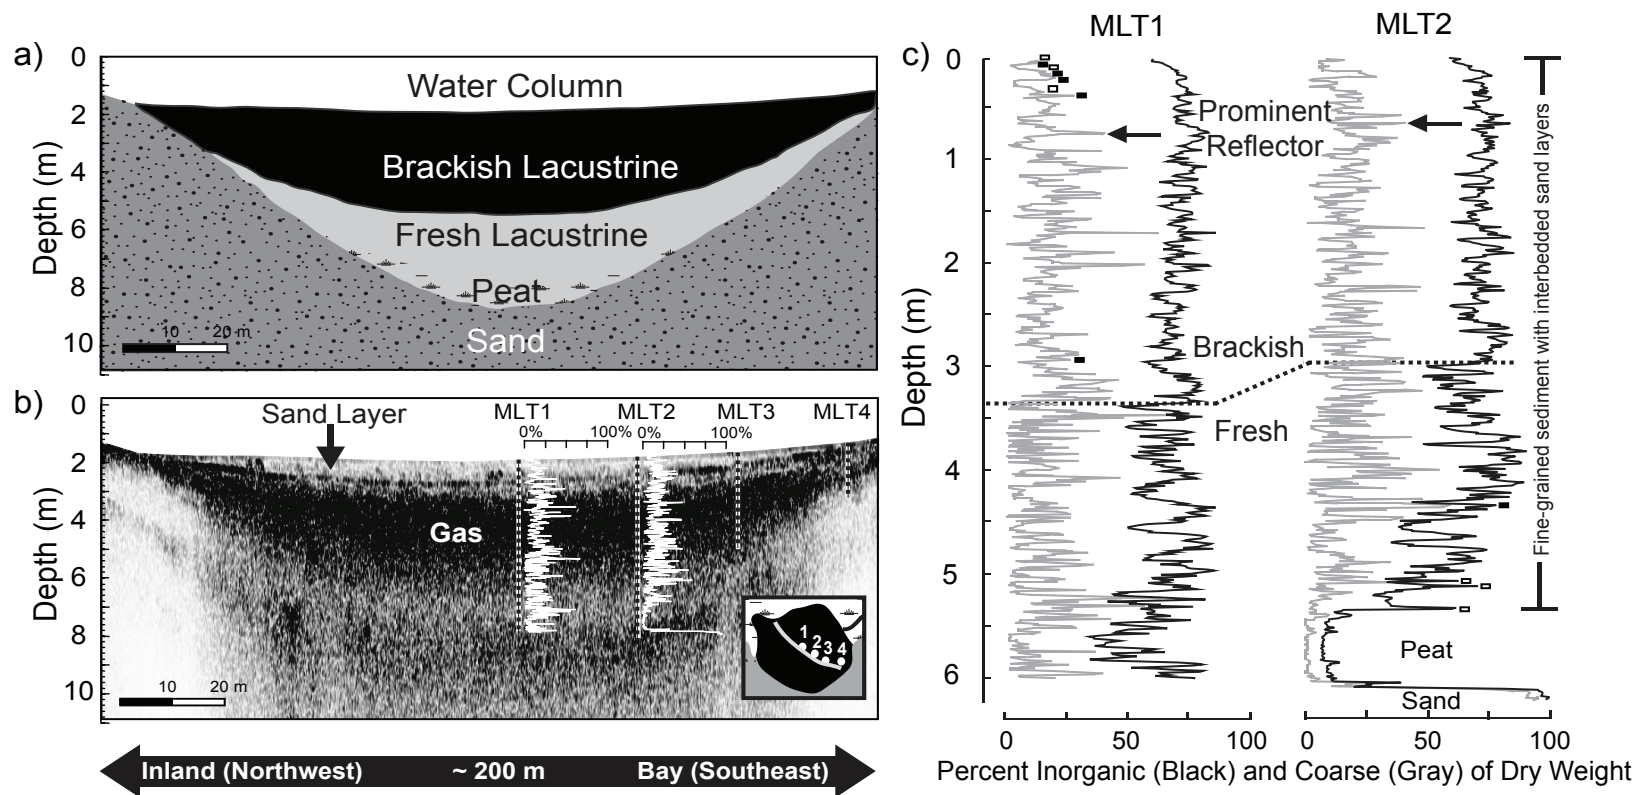 a)
0
2
4
6
8
10
Depth (m)
Water Column
Brackish Lacustrine
Fresh Lacustrine
Peat
Sand
10 20 m
b)
0
2
4
6
8
10
Depth (m)
Sand Layer
MLT1 MLT2 MLT3 MLT4
0% 100% 0% 100%
Gas
1 2 3 4
10 20 m
Inland (Northwest) ~ 200 m Bay (Southeast)
c)
MLT1 MLT2
0
1
2
3
4
5
6
Depth (m)
Prominent
Reflector
Brackish
Fresh
Peat
Sand
Fine-grained sediment with interbedded sand layers
0 50 100 0 50 100
Percent Inorganic (Black) and Coarse (Gray) of Dry Weight